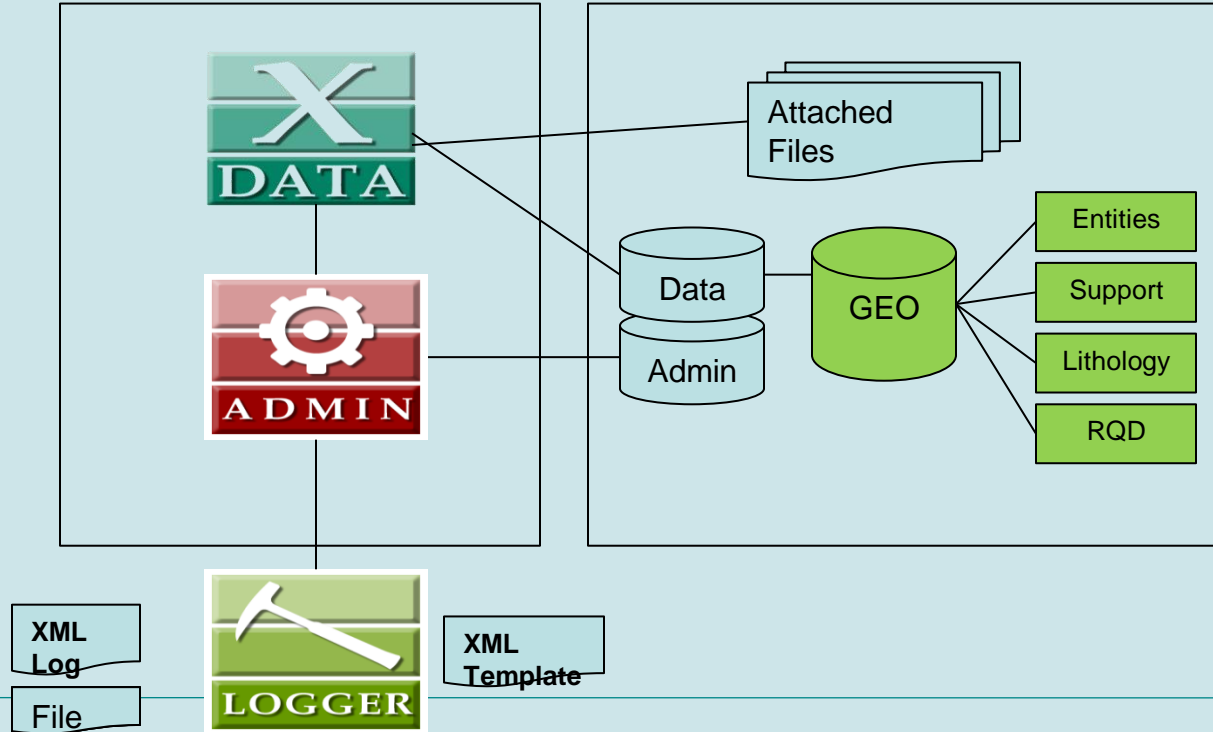 X
DATA
Attached
Files
Entities
Support
Lithology
RQD
Data
Admin
GEO
ADMIN
LOGGER
XML
Log
File
XML
Template